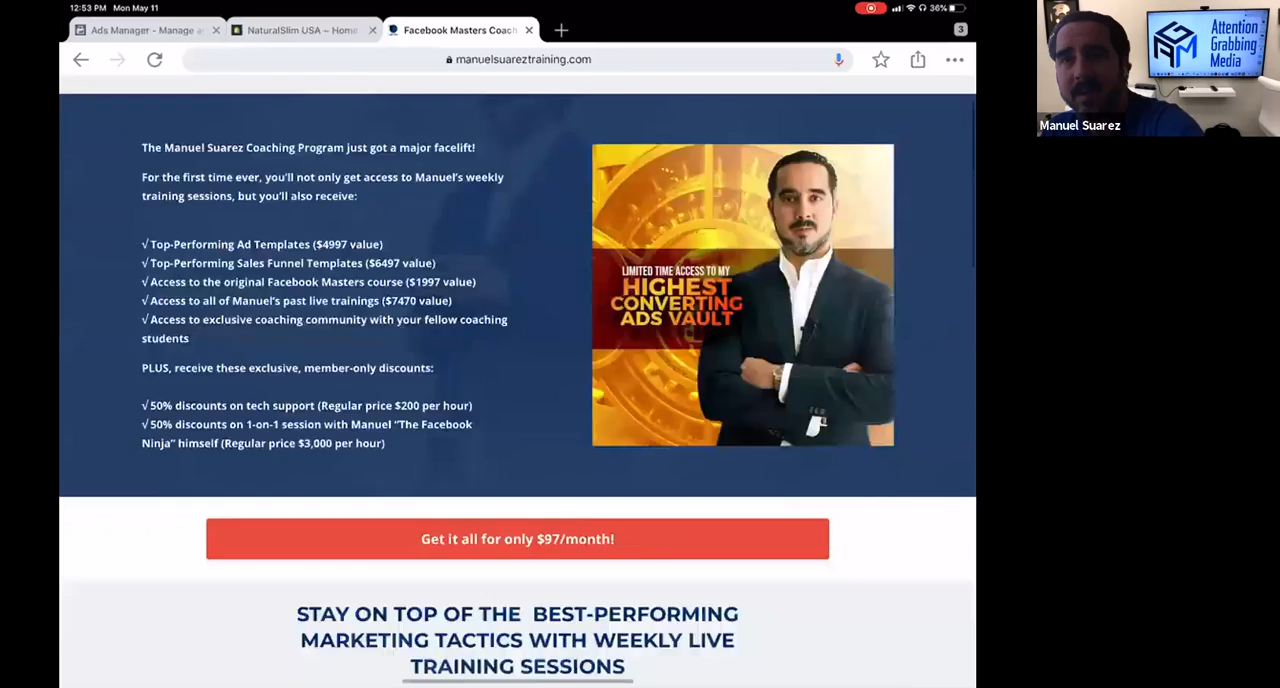 12:53 PM Mon May 11
36%
Ads Manager - Manage a
NaturalSlim USA – Home
Facebook Masters Coach
3
manuelsuareztraining.com
The Manuel Suarez Coaching Program just got a major facelift!
For the first time ever, you'll not only get access to Manuel's weekly
training sessions, but you'll also receive:
√ Top-Performing Ad Templates ($4997 value)
√ Top-Performing Sales Funnel Templates ($6497 value)
√ Access to the original Facebook Masters course ($1997 value)
√ Access to all of Manuel's past live trainings ($7470 value)
√ Access to exclusive coaching community with your fellow coaching
students
PLUS, receive these exclusive, member-only discounts:
√ 50% discounts on tech support (Regular price $200 per hour)
√ 50% discounts on 1-on-1 session with Manuel "The Facebook
Ninja" himself (Regular price $3,000 per hour)
LIMITED TIME ACCESS TO MY
HIGHEST
CONVERTING
ADS VAULT
Get it all for only $97/month!
STAY ON TOP OF THE BEST-PERFORMING
MARKETING TACTICS WITH WEEKLY LIVE
TRAINING SESSIONS
AGM
Attention
Grabbing
Media
Manuel Suarez